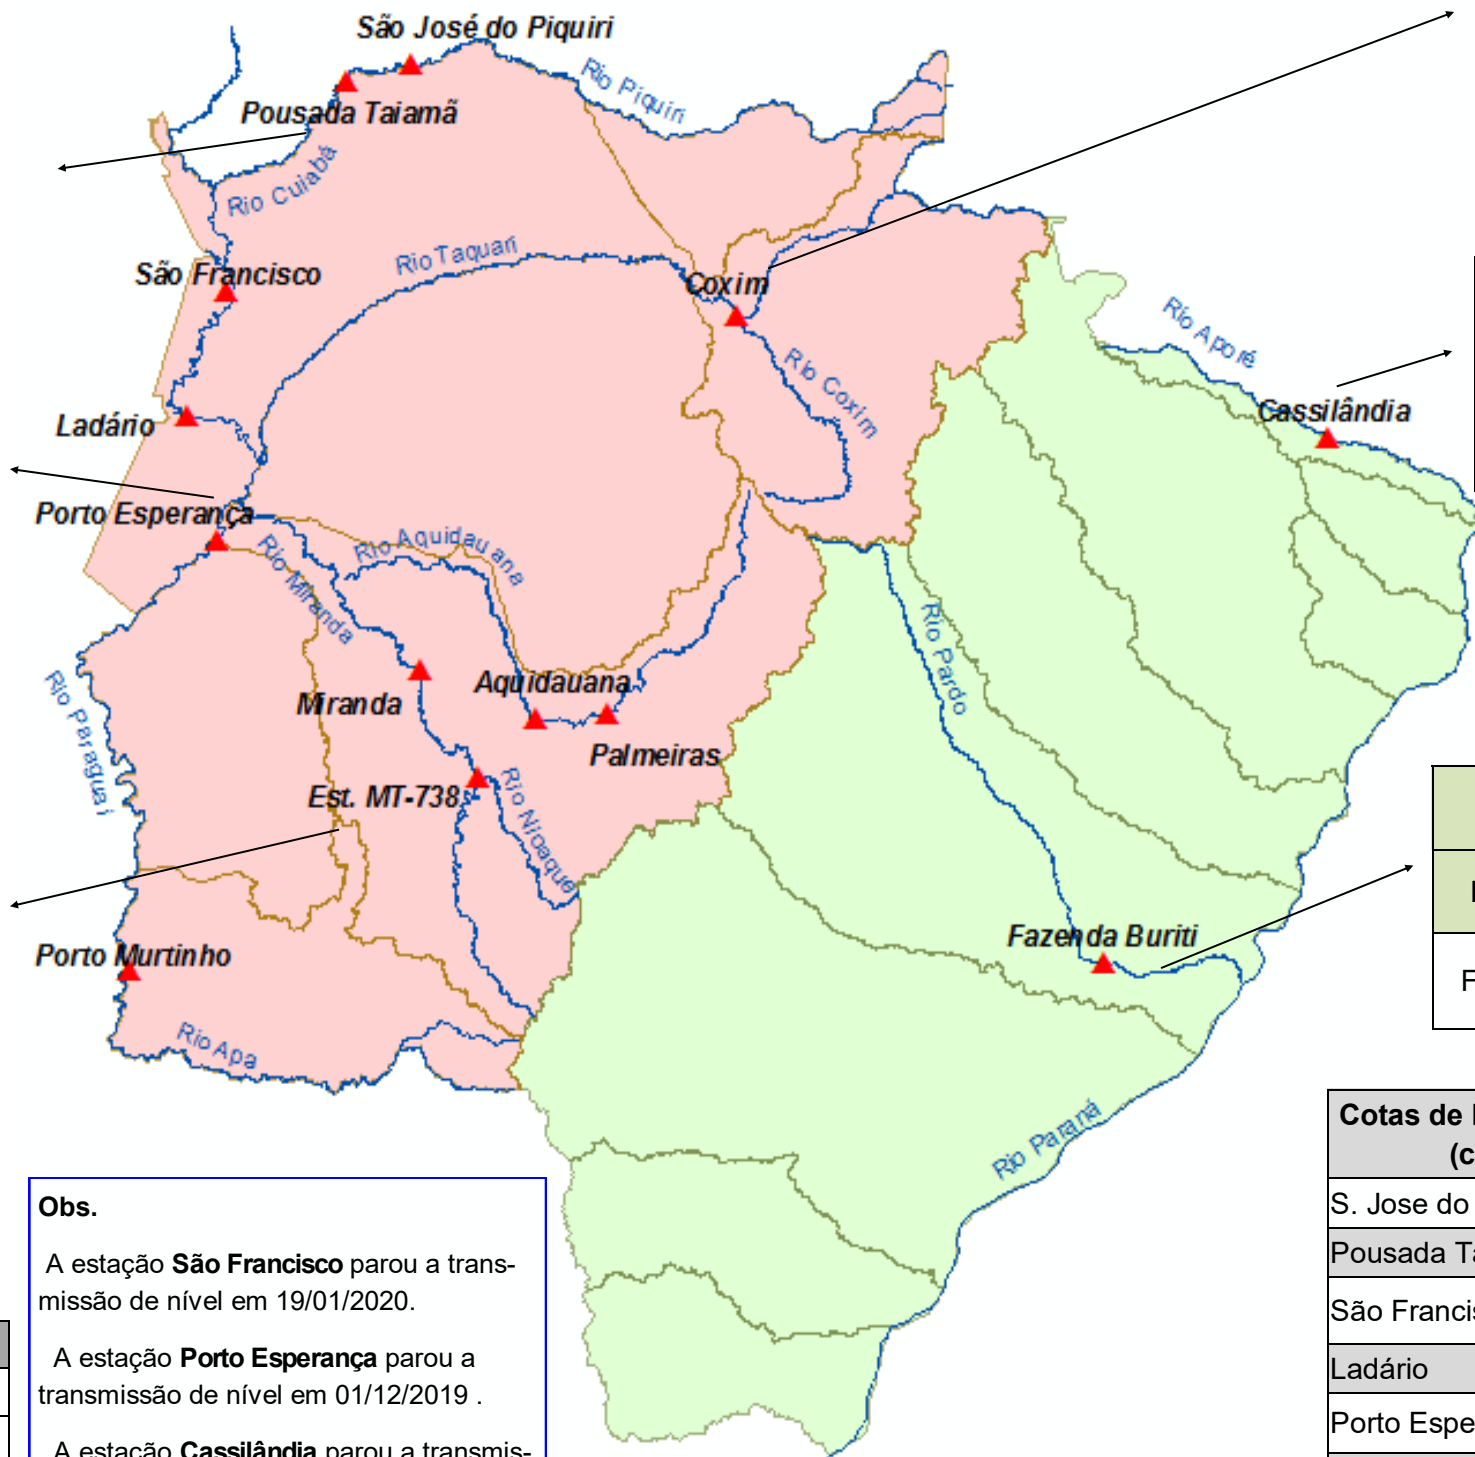 São José do Piquiri
Rio Piquiri
Pousada Taiamã
Rio Cuiabá
Rio Taquari
São Francisco
Coxim
Rio Aporé
Rio Coxim
Cassilândia
Ladário
Porto Esperança
Rio Aquidauana
Rio Miranda
Rio Pardo
Rio Paraguai
Aquidauana
Miranda
Palmeiras
Est. MT-738
Rio Nioaque
Fazenda Buriti
Porto Murtinho
Rio Apa
Rio Paraná
Cotas de
(c
S. Jose do
Pousada Ta
São Francis
Ladário
Porto Espe
Obs.
A estação São Francisco parou a trans-
missão de nível em 19/01/2020.
A estação Porto Esperança parou a
transmissão de nível em 01/12/2019 .
A estação Cassilândia parou a transmis-